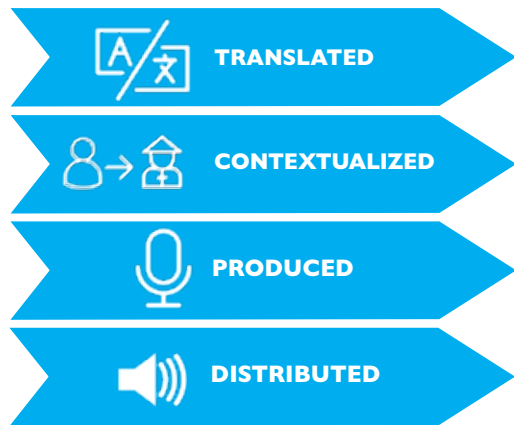 A
文
TRANSLATED
CONTEXTUALIZED
PRODUCED
DISTRIBUTED